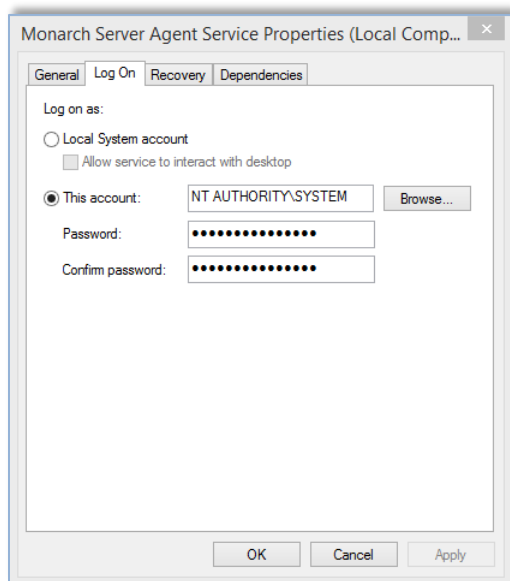 Monarch Server Agent Service Properties (Local Comp...
General Log On Recovery Dependencies
Log on as:
Local System account
Allow service to interact with desktop
This account: NT AUTHORITY\SYSTEM Browse...
Password: •••••••••••••••
Confirm password: •••••••••••••••
OK Cancel Apply